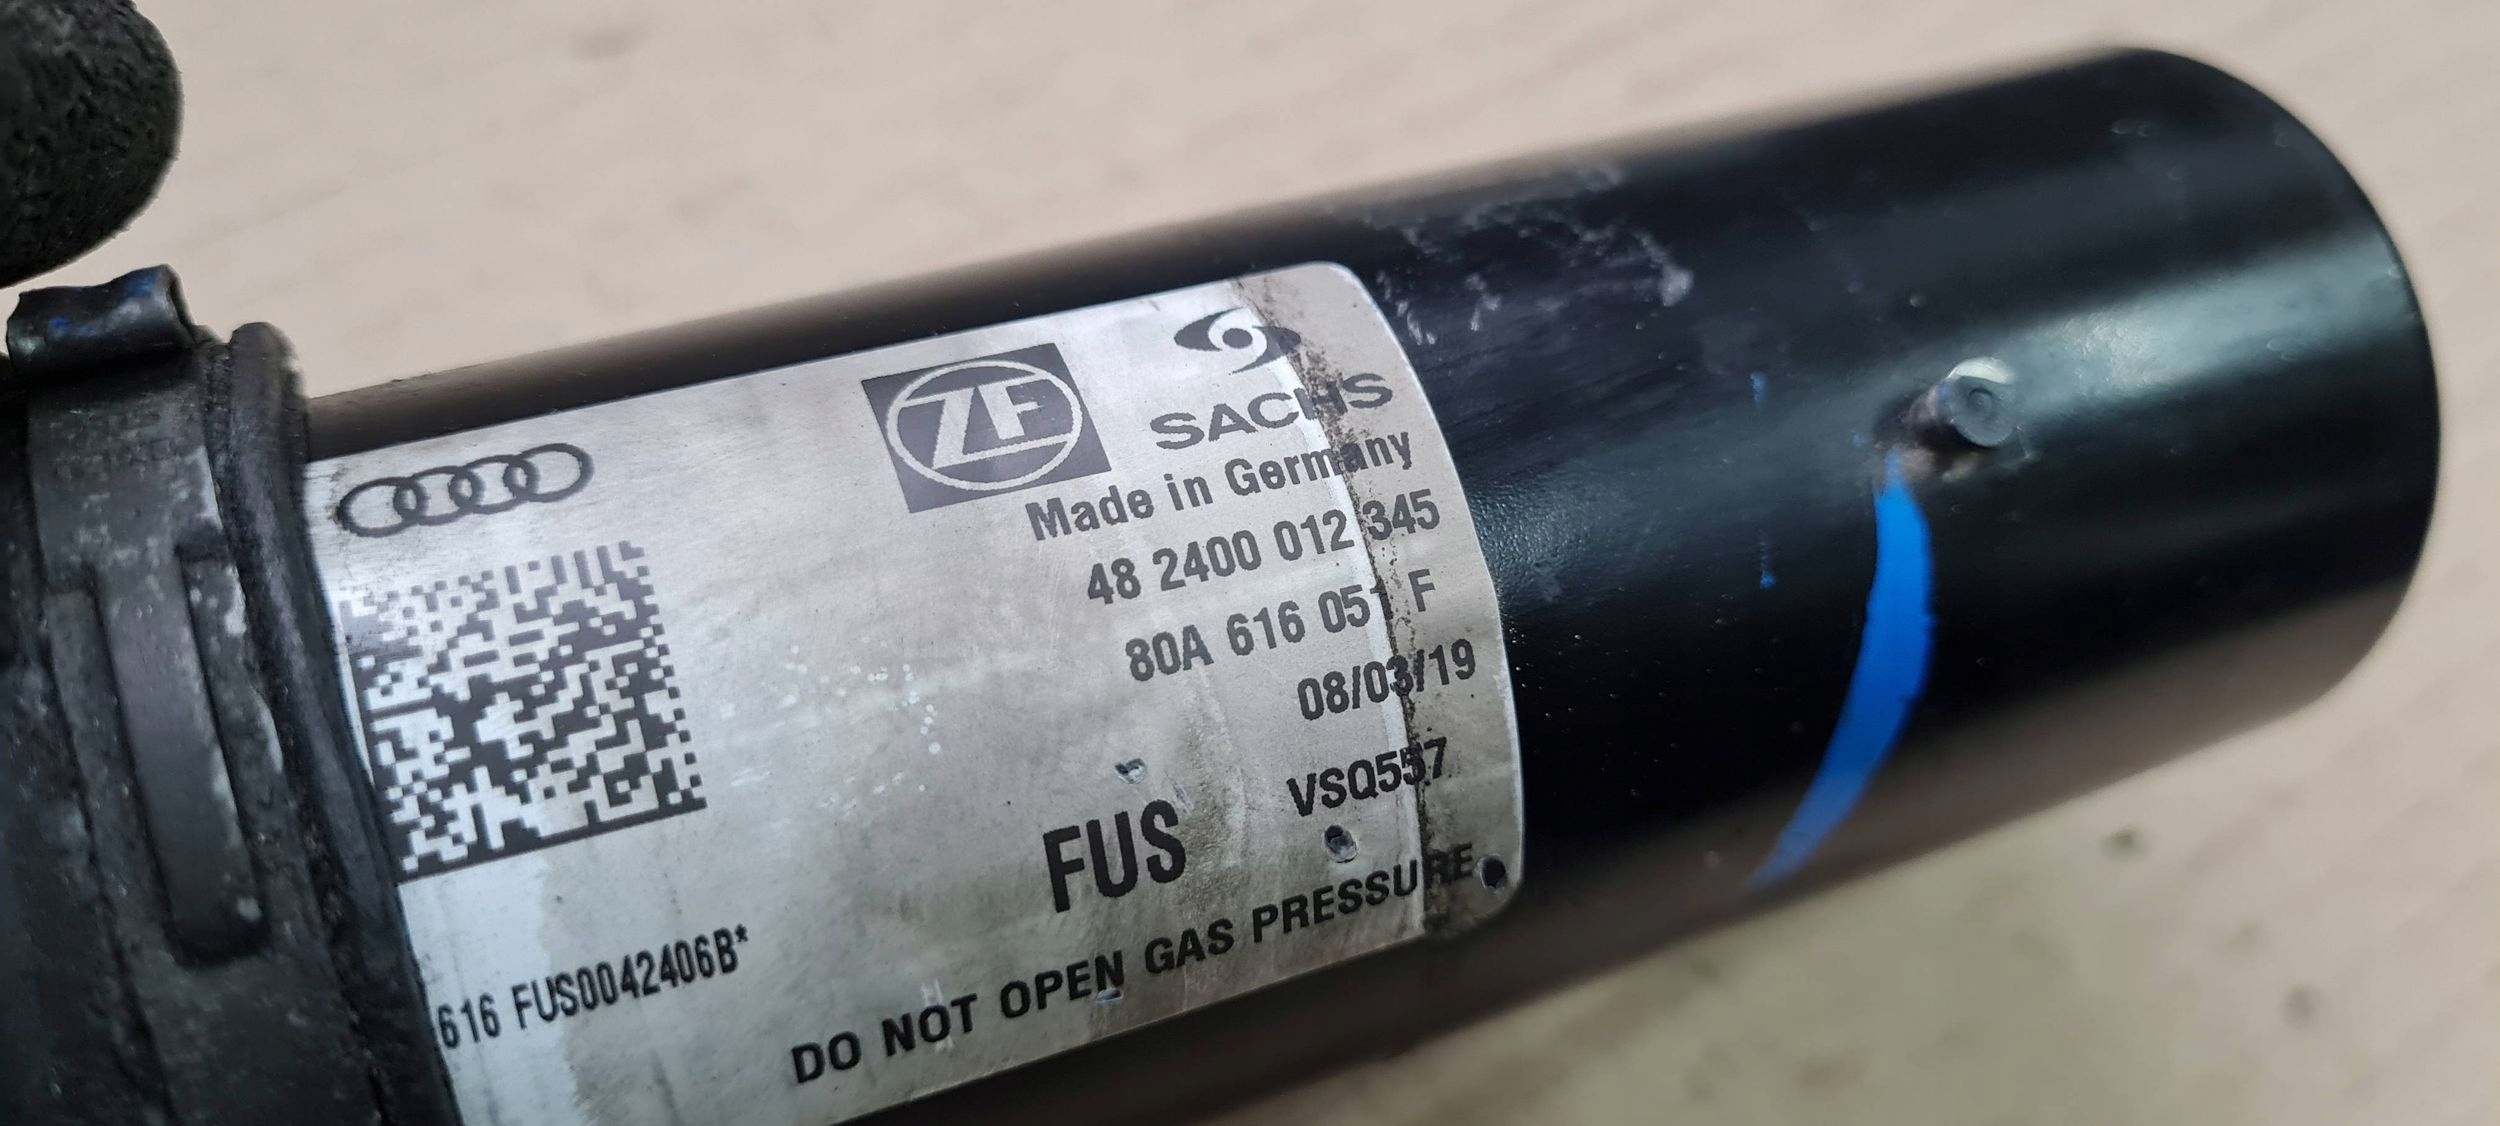 ZF
SACHS
Made in Germany
48 2400 012 345
80A 616 051 F
08/03/19
VSQ557
FUS
616 FUS0042406B*
DO NOT OPEN GAS PRESSURE